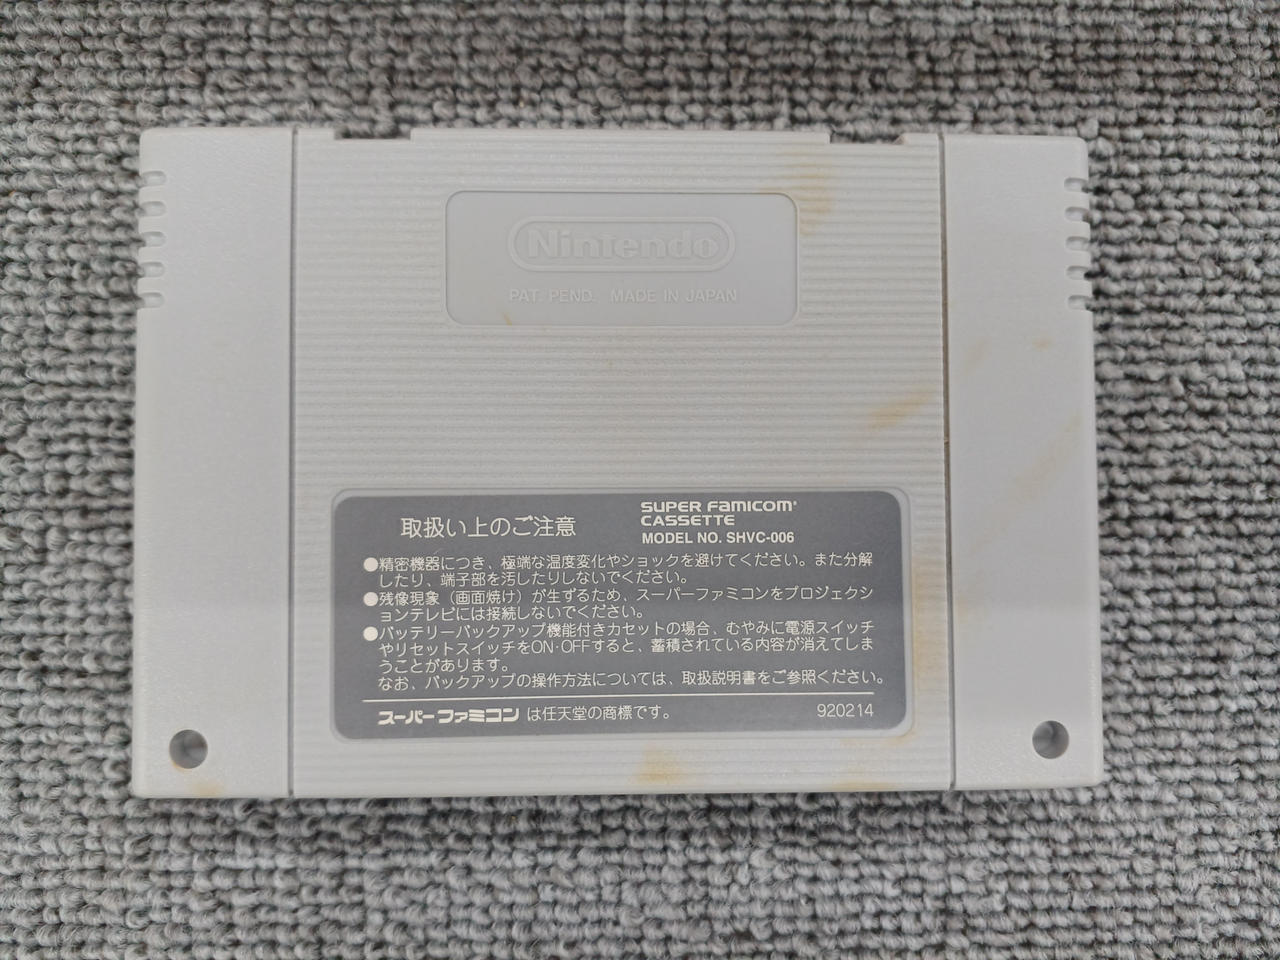 Nintendo
PAT. PEND. MADE IN JAPAN
取扱い上のご注意
SUPER FAMICOM
CASSETTE
MODEL NO. SHVC-006
●精密機器につき、極端な温度変化やショックを避けてください。また分解
したり、端子部を汚したりしないでください。
●残像現象（画面焼け）が生ずるため、スーパーファミコンをプロジェクシ
ョンテレビには接続しないでください。
●バッテリーバックアップ機能付きカセットの場合、むやみに電源スイッチ
やリセットスイッチをON・OFFすると、蓄積されている内容が消えてしま
うことがあります。
なお、バックアップの操作方法については、取扱説明書をご参照ください。
スーパーファミコン は任天堂の商標です。
920214